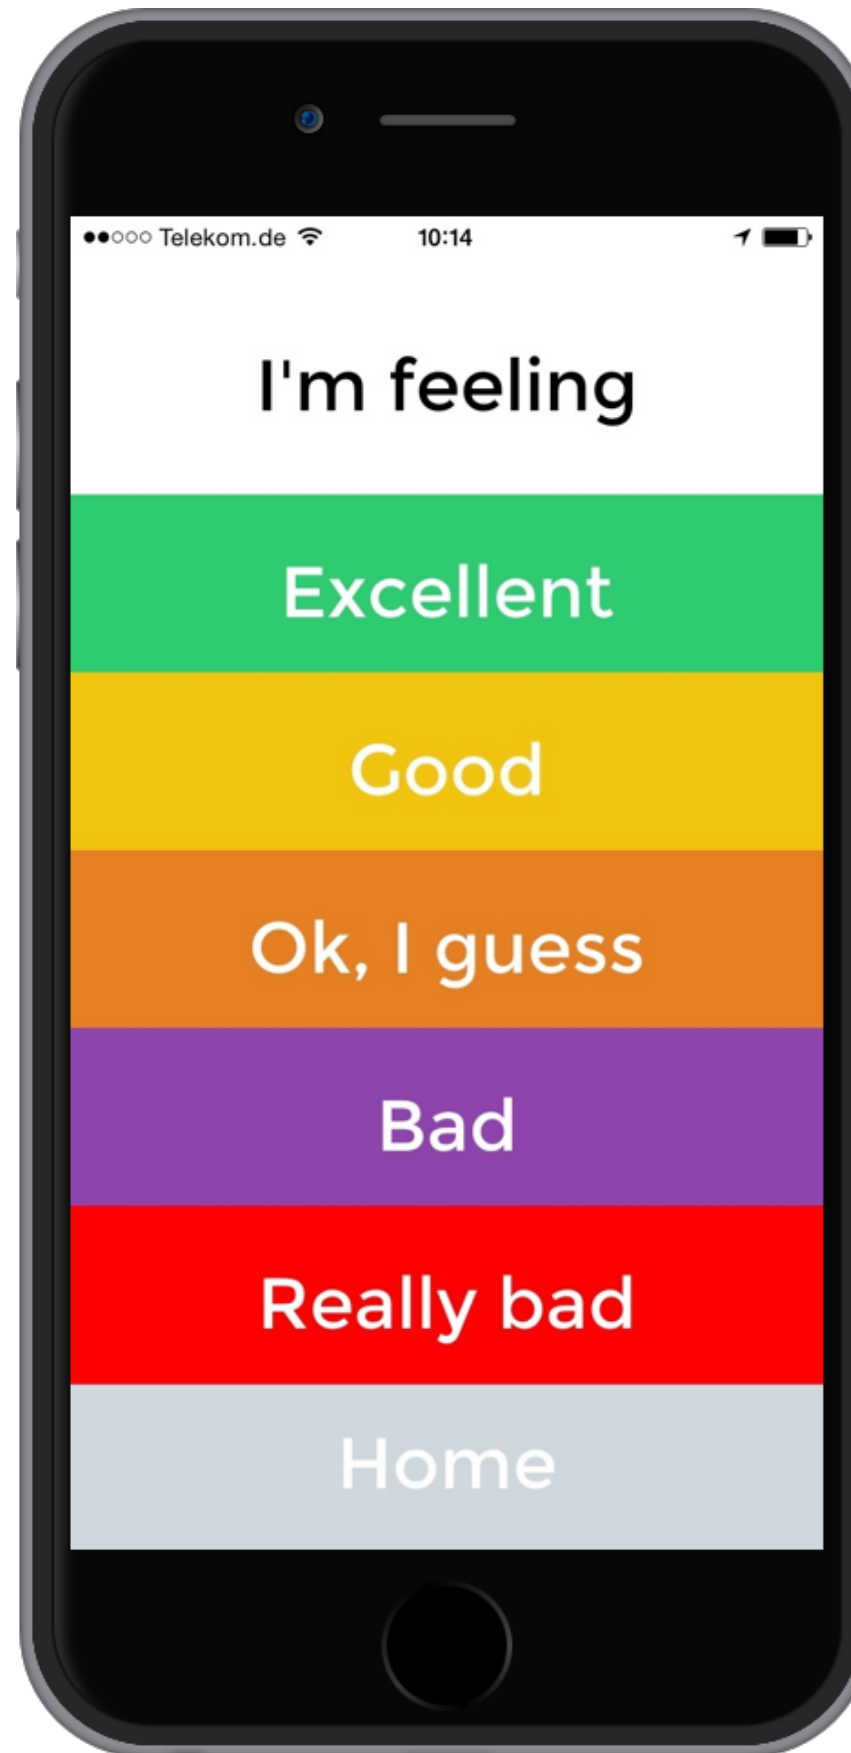 Telekom.de 10:14
I'm feeling
Excellent
Good
Ok, I guess
Bad
Really bad
Home